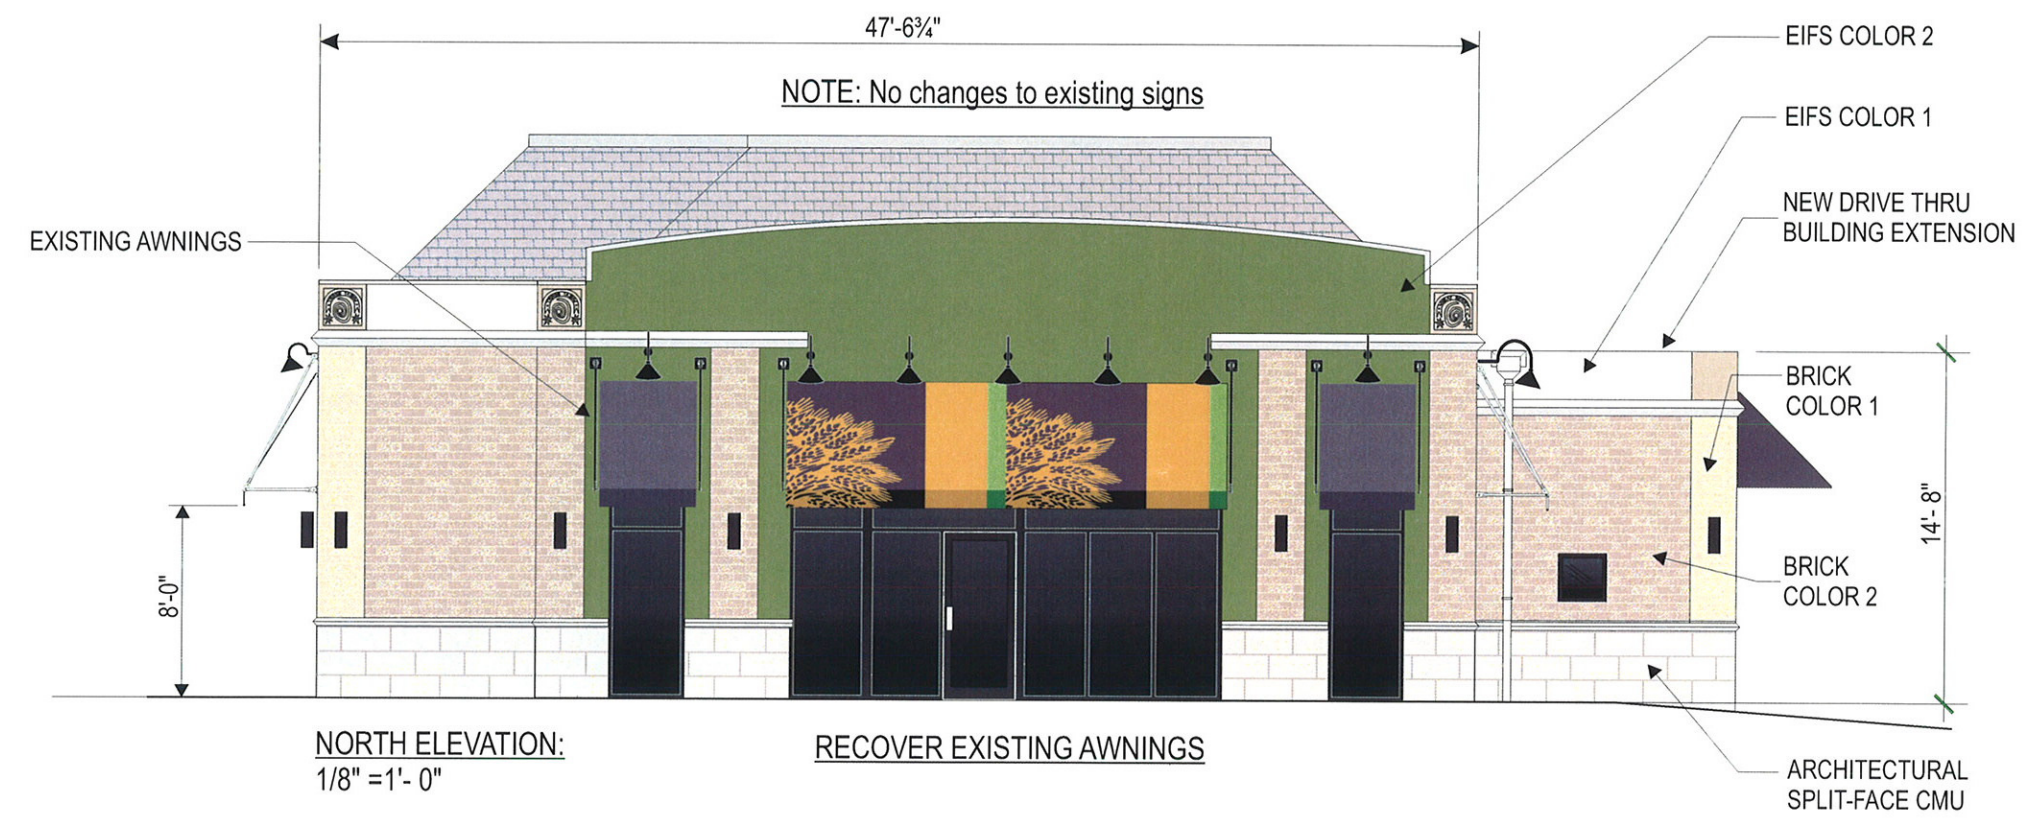 47'-6¾"
EIFS COLOR 2
NOTE: No changes to existing signs
EIFS COLOR 1
NEW DRIVE THRU
BUILDING EXTENSION
EXISTING AWNINGS
BRICK
COLOR 1
14'- 8"
8'-0"
BRICK
COLOR 2
NORTH ELEVATION:
1/8" =1'- 0"
RECOVER EXISTING AWNINGS
ARCHITECTURAL
SPLIT-FACE CMU